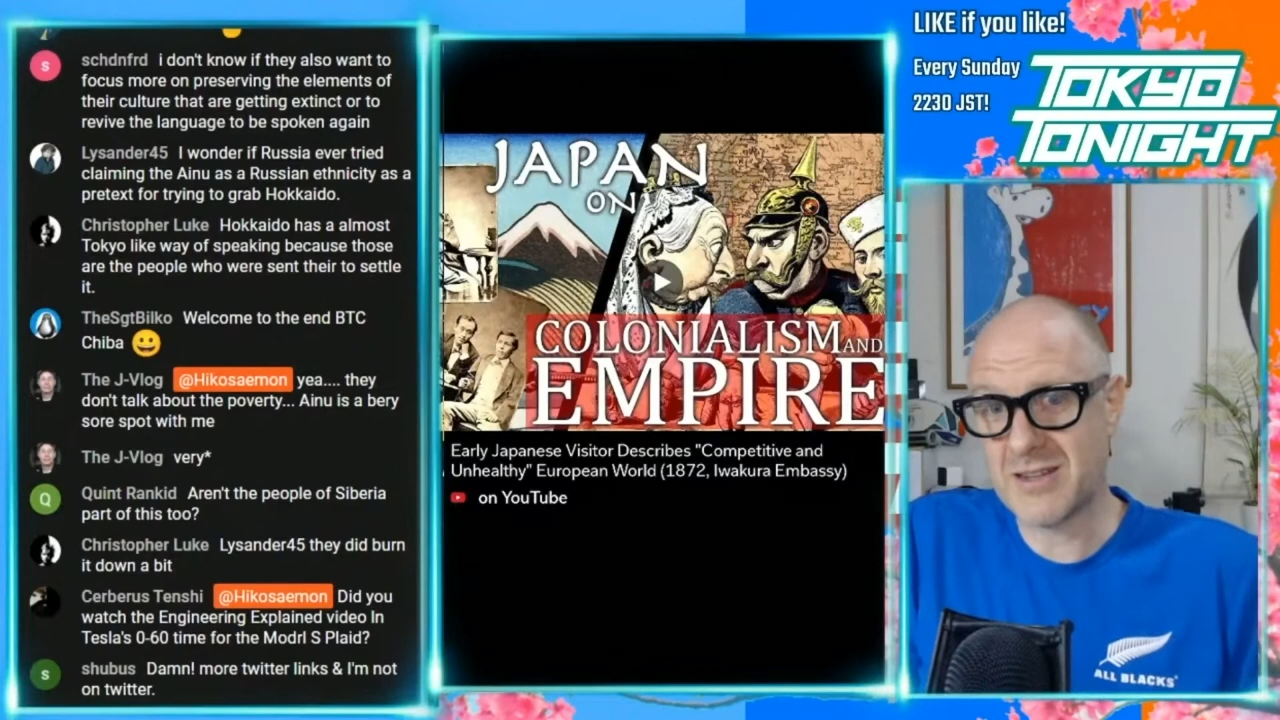 schdnfrd i don't know if they also want to
focus more on preserving the elements of
their culture that are getting extinct or to
revive the language to be spoken again
Lysander45 I wonder if Russia ever tried
claiming the Ainu as a Russian ethnicity as a
pretext for trying to grab Hokkaido.
Christopher Luke Hokkaido has a almost
Tokyo like way of speaking because those
are the people who were sent their to settle
it.
TheSgtBilko Welcome to the end BTC
Chiba 😀
The J-Vlog @Hikosaemon yea.... they
don't talk about the poverty... Ainu is a bery
sore spot with me
The J-Vlog very*
Quint Rankid Aren't the people of Siberia
part of this too?
Christopher Luke Lysander45 they did burn
it down a bit
Cerberus Tenshi @Hikosaemon Did you
watch the Engineering Explained video In
Tesla's 0-60 time for the Modrl S Plaid?
shubus Damn! more twitter links & I'm not
on twitter.
S
Q
S
JAPAN
ON
COLONIALISM AND
EMPIRE
Early Japanese Visitor Describes "Competitive and
Unhealthy" European World (1872, Iwakura Embassy)
on YouTube
LIKE if you like!
Every Sunday
2230 JST!
TOKYO
TONIGHT
ALL BLACKS